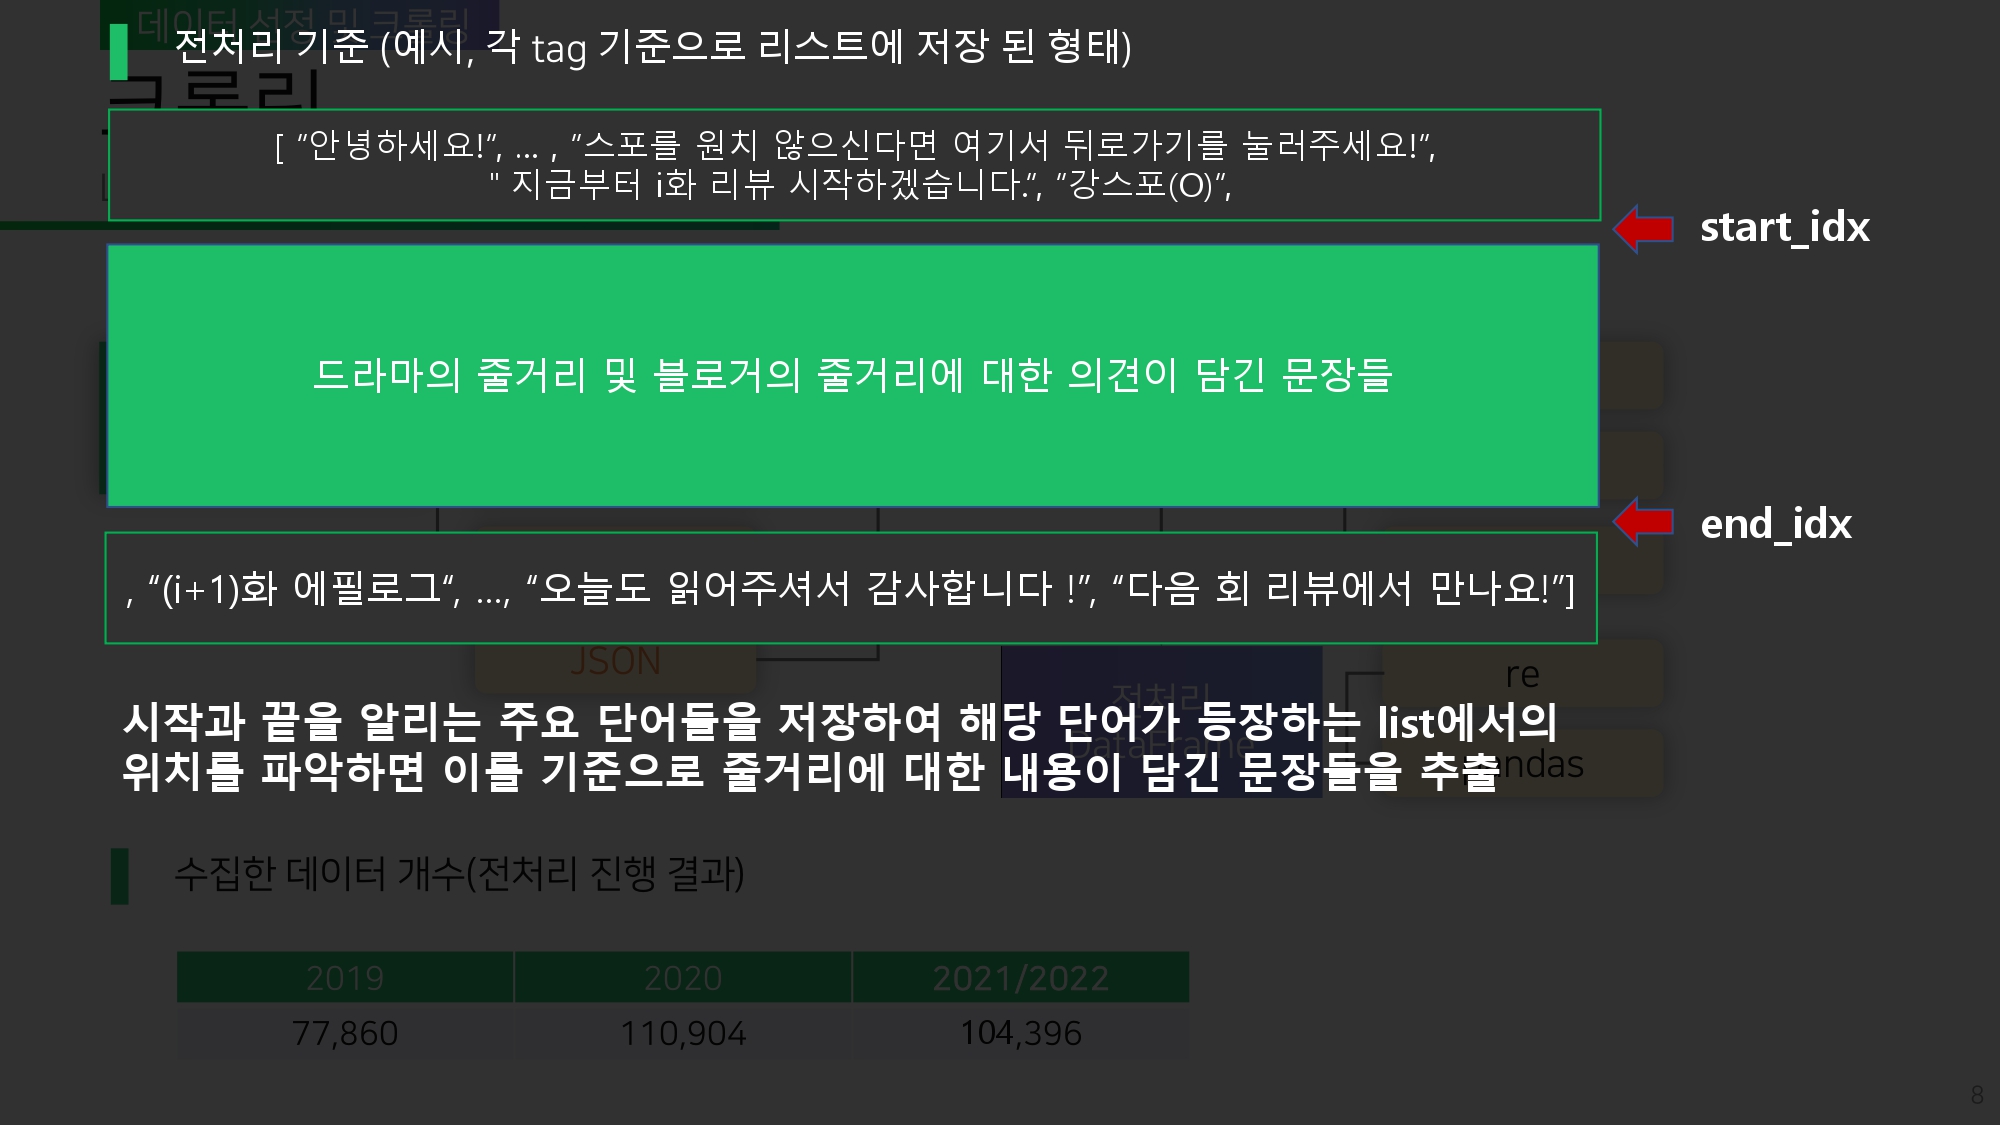 데이터 선정 및 크롤링
전처리 기준 (예시, 각 tag 기준으로 리스트에 저장 된 형태)
크롤링
[ “안녕하세요!“, ... , “스포를 원치 않으신다면 여기서 뒤로가기를 눌러주세요!“,
" 지금부터 i화 리뷰 시작하겠습니다.”, “강스포(O)”,
start_idx
드라마의 줄거리 및 블로거의 줄거리에 대한 의견이 담긴 문장들
end_idx
, “(i+1)화 에필로그“, ..., “오늘도 읽어주셔서 감사합니다 !”, “다음 회 리뷰에서 만나요!”]
JSON
전처리
DataFrame
re
pandas
시작과 끝을 알리는 주요 단어들을 저장하여 해당 단어가 등장하는 list에서의
위치를 파악하면 이를 기준으로 줄거리에 대한 내용이 담긴 문장들을 추출
수집한 데이터 개수(전처리 진행 결과)
2019 2020 2021/2022
77,860 110,904 104,396
8